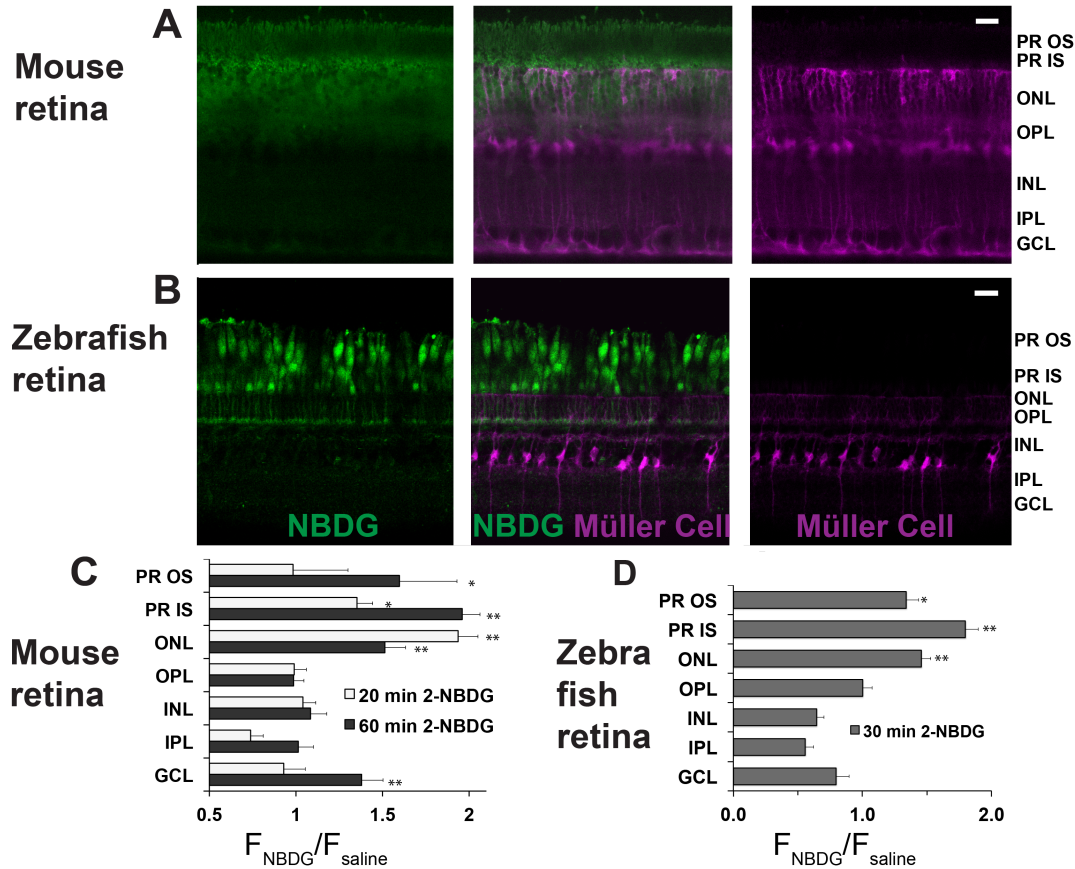 A
Mouse
retina
PR OS
PR IS
ONL
OPL
INL
IPL
GCL
B
Zebrafish
retina
PR OS
PR IS
ONL
OPL
INL
IPL
GCL
NBDG
NBDG Müller Cell
Müller Cell
C
Mouse
retina
PR OS
*
PR IS
*
**
ONL
**
**
OPL
INL
IPL
GCL
**
20 min 2-NBDG
60 min 2-NBDG
0.5 1 1.5 2
FNBDG/Fsaline
D
Zebra
fish
retina
PR OS
*
PR IS
**
ONL
**
OPL
INL
IPL
GCL
30 min 2-NBDG
0.0 1.0 2.0
FNBDG/Fsaline